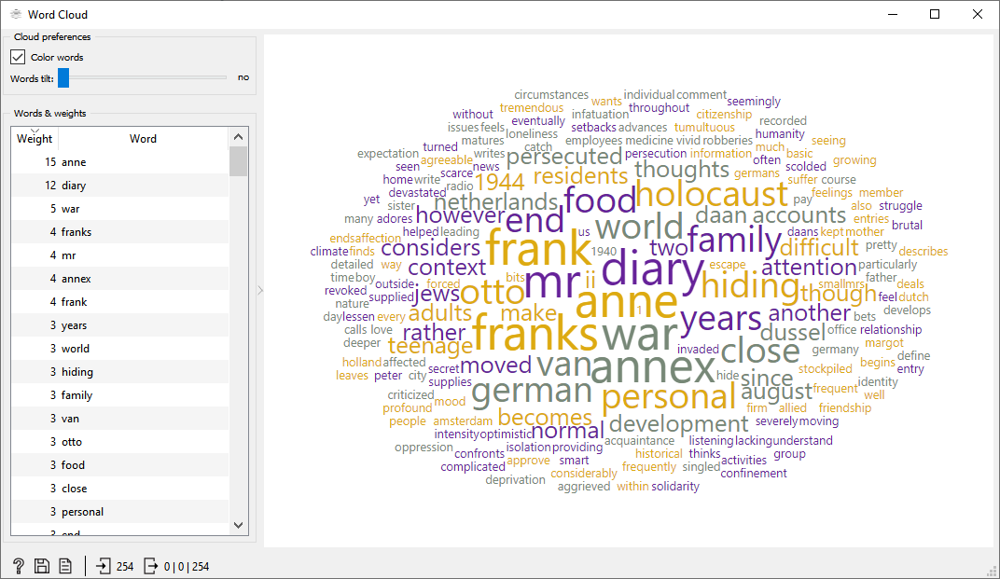 Word Cloud
Cloud preferences
Color words
Words tilt: no
Words & weights
Weight Word
15 anne
12 diary
5 war
4 franks
4 mr
4 annex
4 frank
3 years
3 world
3 hiding
3 family
3 van
3 otto
3 food
3 close
3 personal
3 end
? 254 0 | 0 | 254
circumstances individual comment
wants seemingly
tremendous throughout
without infatuation citizenship
eventually recorded
issues feels setbacks advances tumultuous
loneliness humanity
matures employees medicine vivid robberies seeing
turned catch much
expectation writes persecuted persecution information basic
agreeable often growing
seen news residents thoughts germans scolded
scarce
home write 1944 suffer course
radio
devastated food holocaust feelings member
yet netherlands pay
sister also struggle
many adores however end daan accounts entries
us world brutal
helped leading daans kept mother
ends affection family
climate finds considers frank 1940 two difficult pretty describes
detailed way context diary escape attention particularly
time boy bits ii father
outside forced mr hiding small mrs deals
revoked supplied jews otto anne though feel dutch
nature 1
day lessen every adults make years another bets develops
calls love rather franks war dussel office relationship
deeper teenage invaded close germany margot
holland affected secret moved van annex define
stockpiled begins entry
leaves peter city hide since
supplies august identity
criticized german personal frequent well
profound mood firm allied friendship
people amsterdam becomes development severely moving
intensity optimistic normal
oppression isolation providing acquaintance listening lacking understand
confronts historical thinks group
complicated approve smart frequently singled activities
considerably confinement
deprivation aggrieved within solidarity